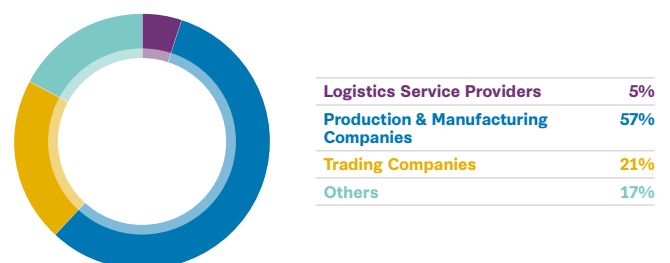 Logistics Service Providers 5%
Production & Manufacturing 57%
Companies
Trading Companies 21%
Others 17%